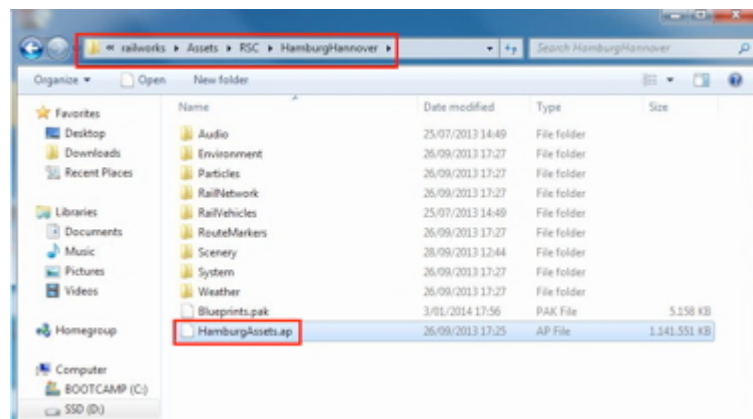 « railworks ▸ Assets ▸ RSC ▸ HamburgHannover ▸
Search HamburgHannover
Organize Open New folder
Name Date modified Type Size
Favorites
Desktop
Downloads
Recent Places
Libraries
Documents
Music
Pictures
Videos
Homegroup
Computer
BOOTCAMP (C:)
SSD (D:)
Audio 25/07/2013 14:49 File folder
Environment 26/09/2013 17:27 File folder
Particles 26/09/2013 17:27 File folder
RailNetwork 26/09/2013 17:27 File folder
RailVehicles 25/07/2013 14:49 File folder
RouteMarkers 26/09/2013 17:27 File folder
Scenery 28/09/2013 12:44 File folder
System 26/09/2013 17:27 File folder
Weather 26/09/2013 17:27 File folder
Blueprints.pak 3/01/2014 17:56 PAK File 5.158 KB
HamburgAssets.ap 26/09/2013 17:25 AP File 1.141.551 KB